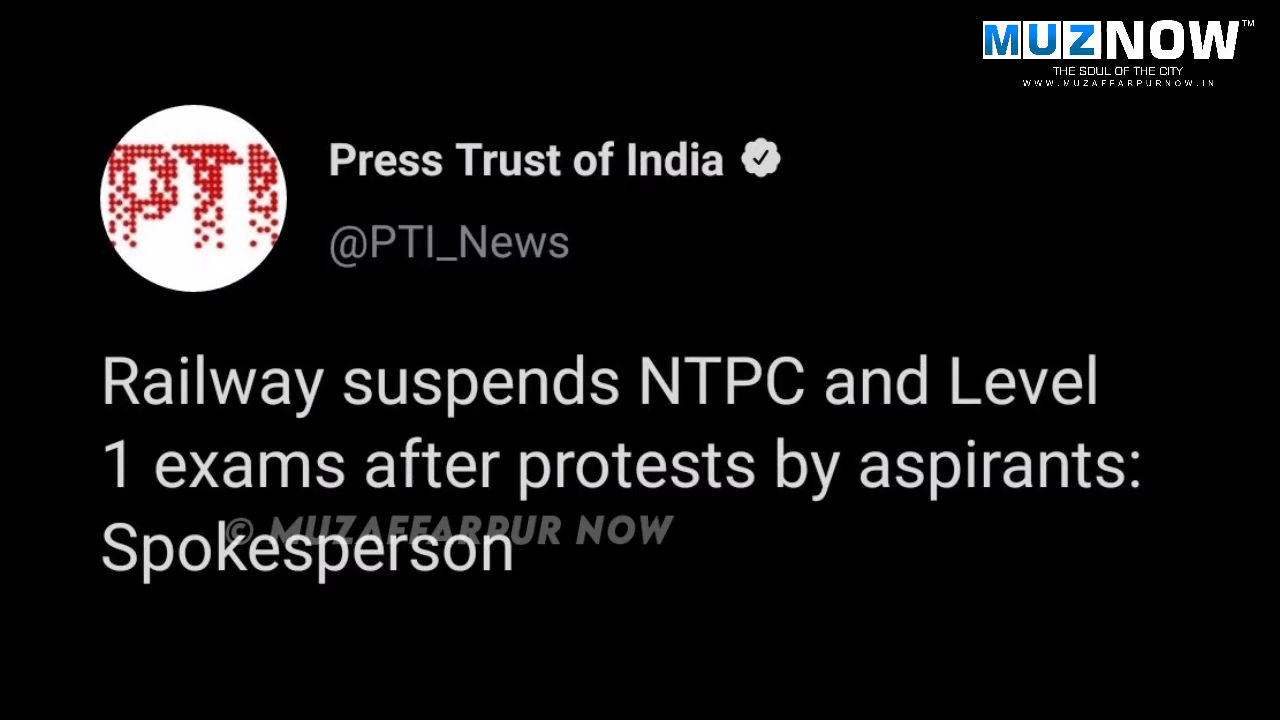 MUZNOW™
THE SOUL OF THE CITY
WWW.MUZAFFARPURNOW.IN
PTI
Press Trust of India
@PTI_News
Railway suspends NTPC and Level
1 exams after protests by aspirants:
© MUZAFFARPUR NOW
Spokesperson